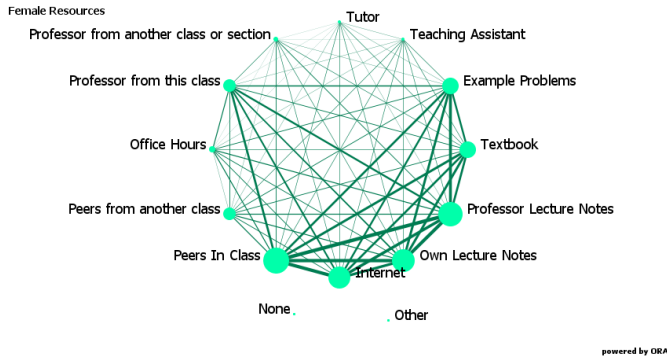 Female Resources
Tutor
Professor from another class or section
Teaching Assistant
Professor from this class
Example Problems
Office Hours
Textbook
Peers from another class
Professor Lecture Notes
Peers In Class
Own Lecture Notes
Internet
None
Other
powered by ORA